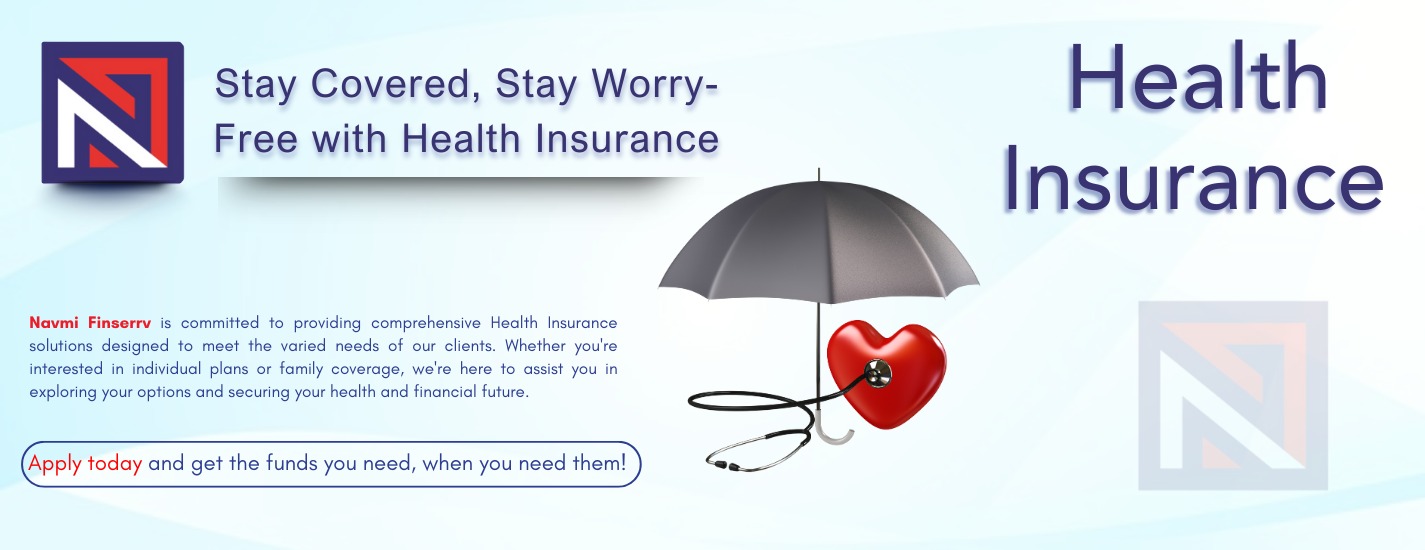 Stay Covered, Stay Worry-
Free with Health Insurance
Health
Insurance
Navmi Finserrv is committed to providing comprehensive Health Insurance
solutions designed to meet the varied needs of our clients. Whether you're
interested in individual plans or family coverage, we're here to assist you in
exploring your options and securing your health and financial future.
Apply today and get the funds you need, when you need them!